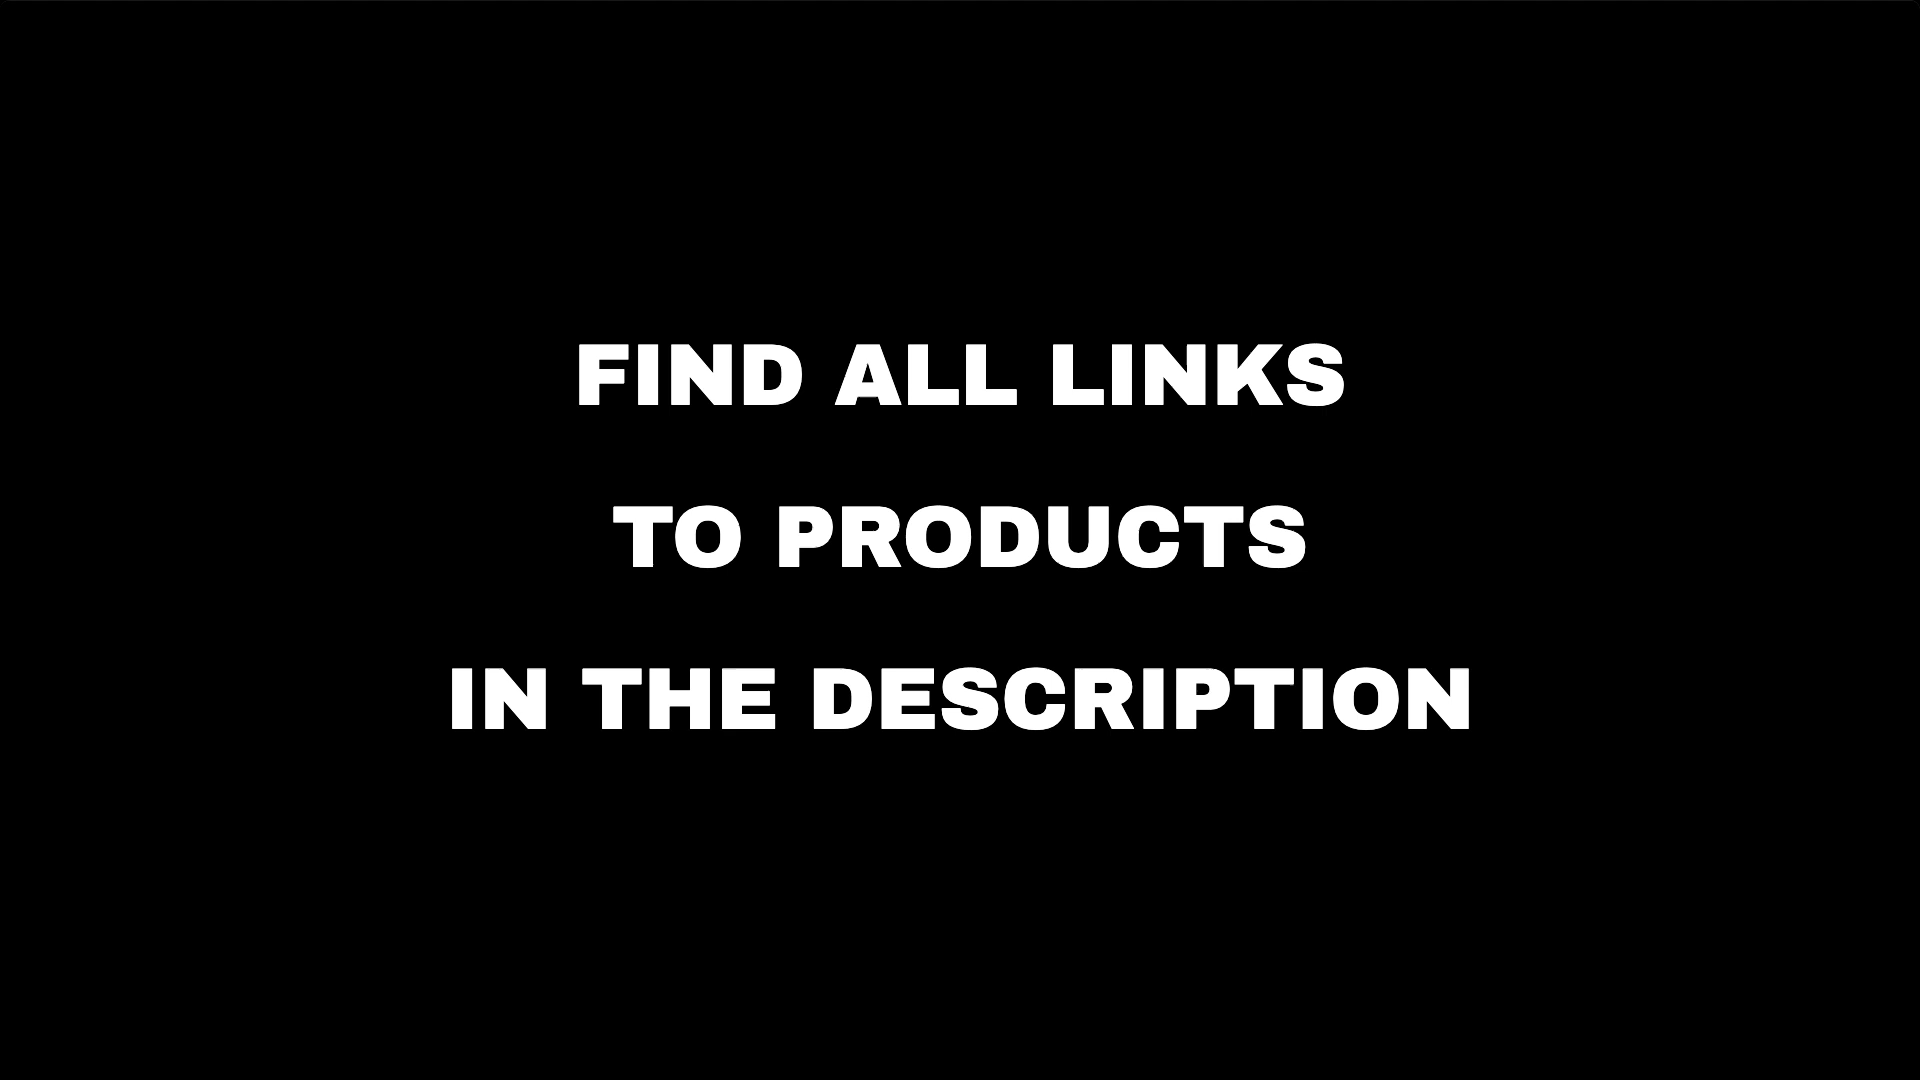 FIND ALL LINKS
TO PRODUCTS
IN THE DESCRIPTION